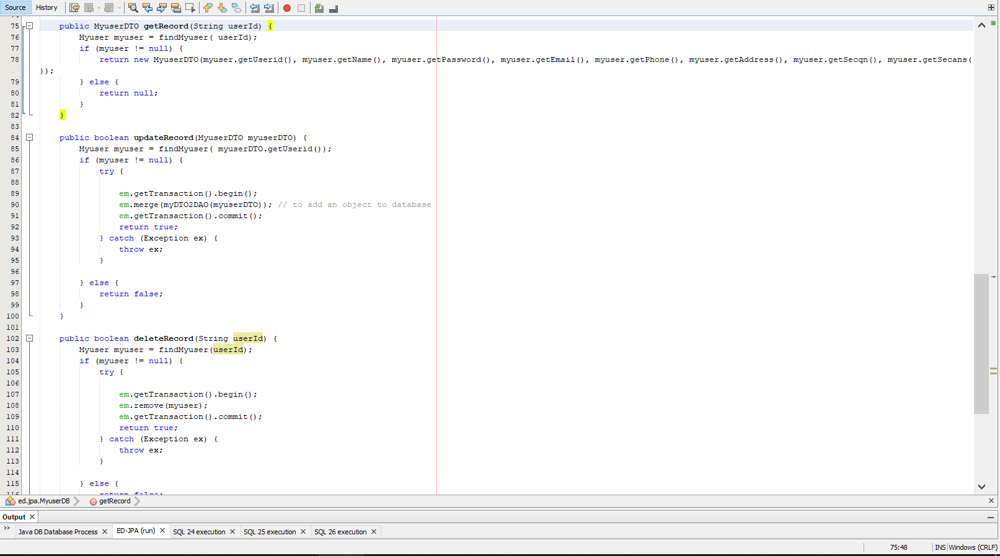 Source History
75 public MyuserDTO getRecord(String userId) {
76 Myuser myuser = findMyuser( userId);
77 if (myuser != null) {
78 return new MyuserDTO(myuser.getUserid(), myuser.getName(), myuser.getPassword(), myuser.getEmail(), myuser.getPhone(), myuser.getAddress(), myuser.getSecqn(), myuser.getSecans(
));
79 } else {
80 return null;
81 }
82 }
83
84 public boolean updateRecord(MyuserDTO myuserDTO) {
85 Myuser myuser = findMyuser( myuserDTO.getUserid());
86 if (myuser != null) {
87 try {
88
89 em.getTransaction().begin();
90 em.merge(myDTO2DAO(myuserDTO)); // to add an object to database
91 em.getTransaction().commit();
92 return true;
93 } catch (Exception ex) {
94 throw ex;
95 }
96
97 } else {
98 return false;
99 }
100 }
101
102 public boolean deleteRecord(String userId) {
103 Myuser myuser = findMyuser(userId);
104 if (myuser != null) {
105 try {
106
107 em.getTransaction().begin();
108 em.remove(myuser);
109 em.getTransaction().commit();
110 return true;
111 } catch (Exception ex) {
112 throw ex;
113 }
114
115 } else {
116 return false;
ed.jpa.MyuserDB getRecord
Output
Java DB Database Process ED-JPA (run) SQL 24 execution SQL 25 execution SQL 26 execution
75:48 INS Windows (CRLF)